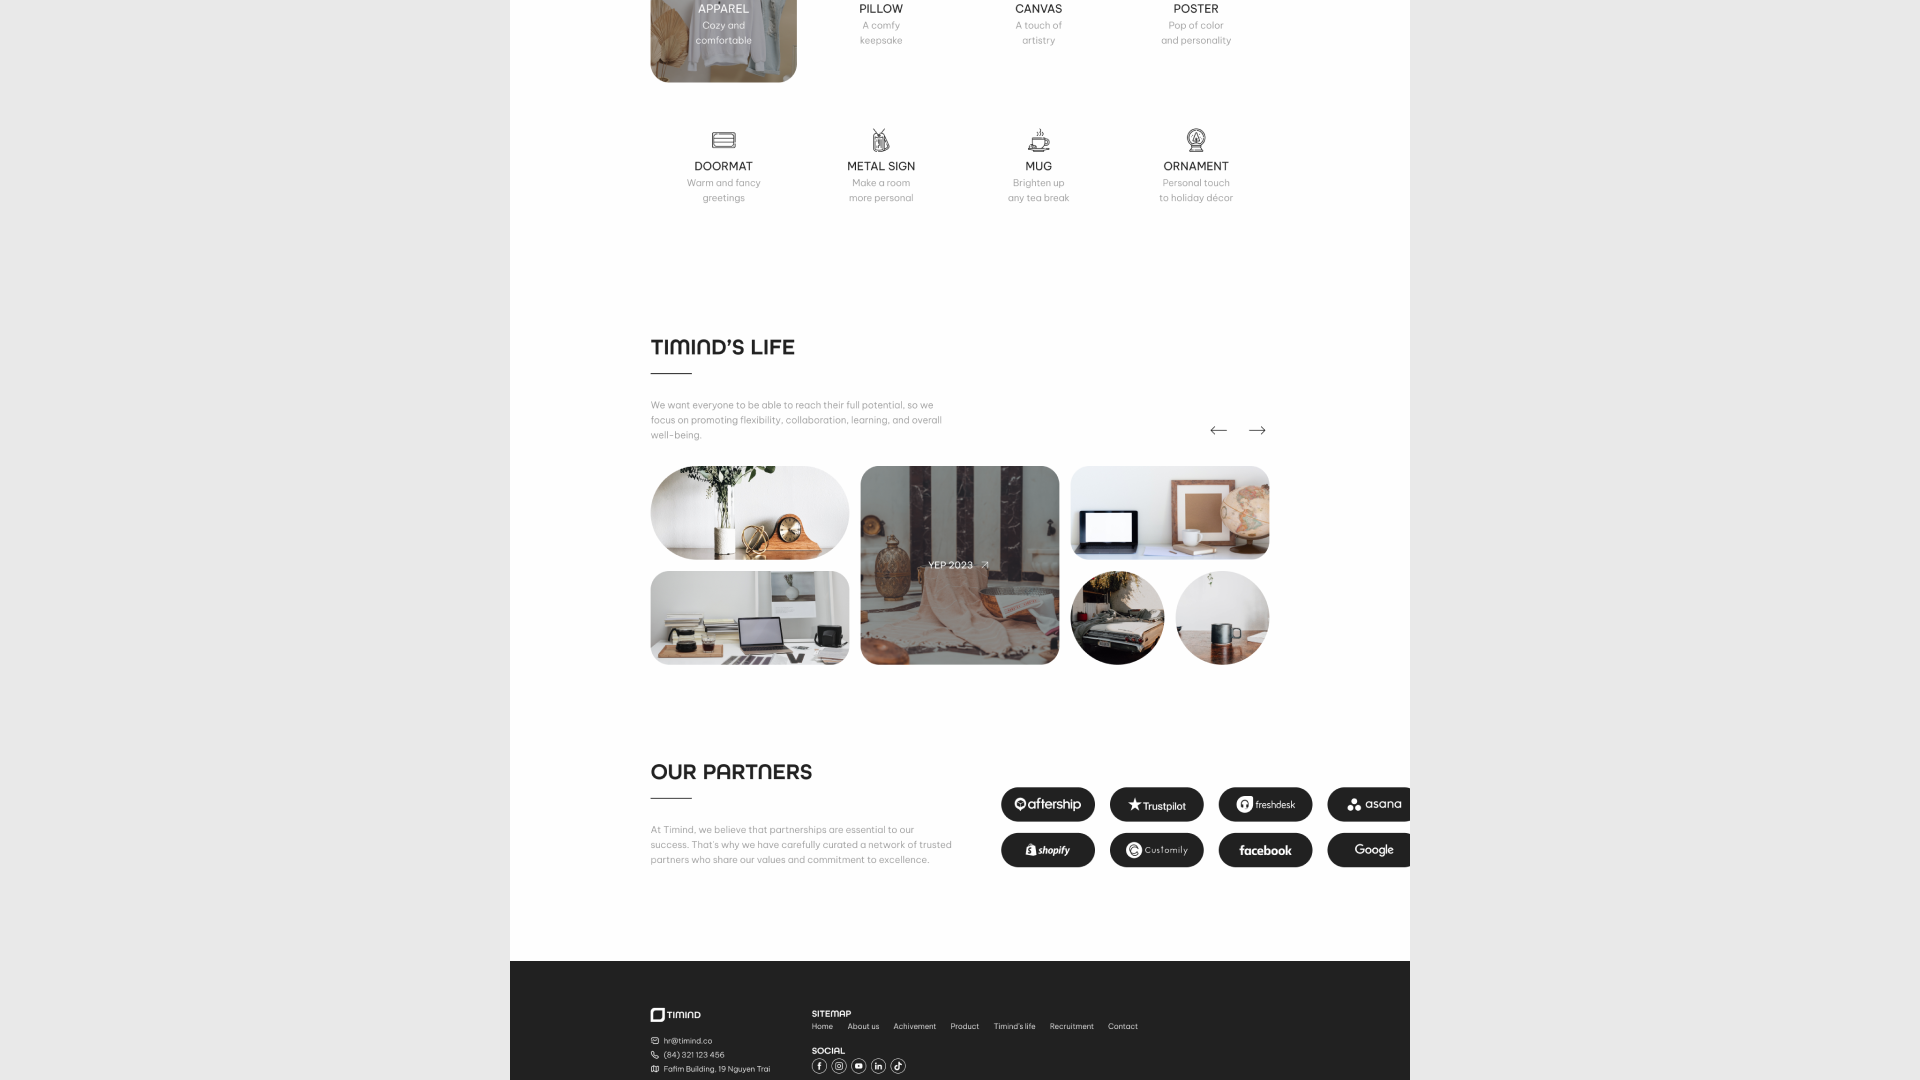 APPAREL
Cozy and
comfortable
PILLOW
A comfy
keepsake
CANVAS
A touch of
artistry
POSTER
Pop of color
and personality
DOORMAT
Warm and fancy
greetings
METAL SIGN
Make a room
more personal
MUG
Brighten up
any tea break
ORNAMENT
Personal touch
to holiday décor
TIMIND’S LIFE
We want everyone to be able to reach their full potential, so we
focus on promoting flexibility, collaboration, learning, and overall
well-being.
YEP 2023
OUR PARTNERS
At Timind, we believe that partnerships are essential to our
success. That's why we have carefully curated a network of trusted
partners who share our values and commitment to excellence.
aftership
Trustpilot
freshdesk
asana
shopify
Customily
facebook
Google
TIMIND
hr@timind.co
(84) 321 123 456
Fafim Building, 19 Nguyen Trai
SITEMAP
Home About us Achivement Product Timind's life Recruitment Contact
SOCIAL